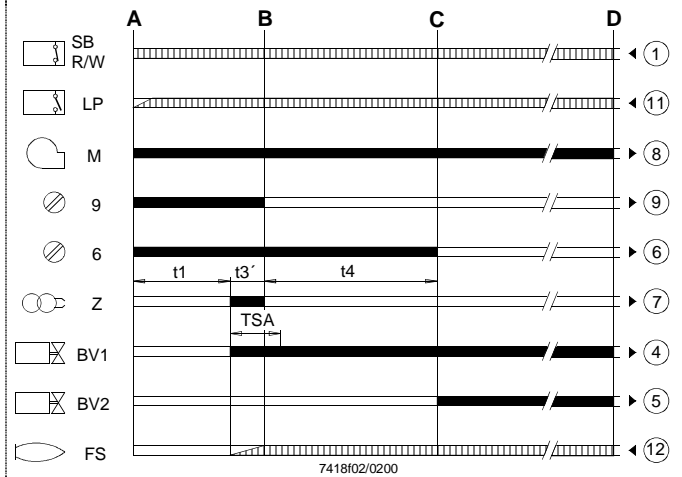 A B C D
SB
R/W 1
LP 11
M 8
9 9
6 6
t1 t3´ t4
Z 7
TSA
BV1 4
BV2 5
FS 12
7418f02/0200